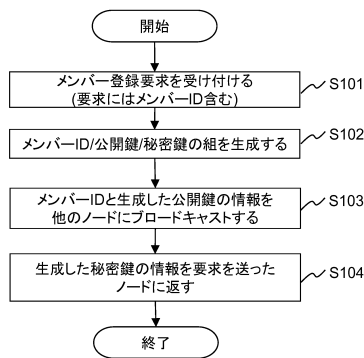 開始
メンバー登録要求を受け付ける
(要求にはメンバーID含む)
S101
メンバーID/公開鍵/秘密鍵の組を生成する
S102
メンバーIDと生成した公開鍵の情報を
他のノードにブロードキャストする
S103
生成した秘密鍵の情報を要求を送った
ノードに返す
S104
終了